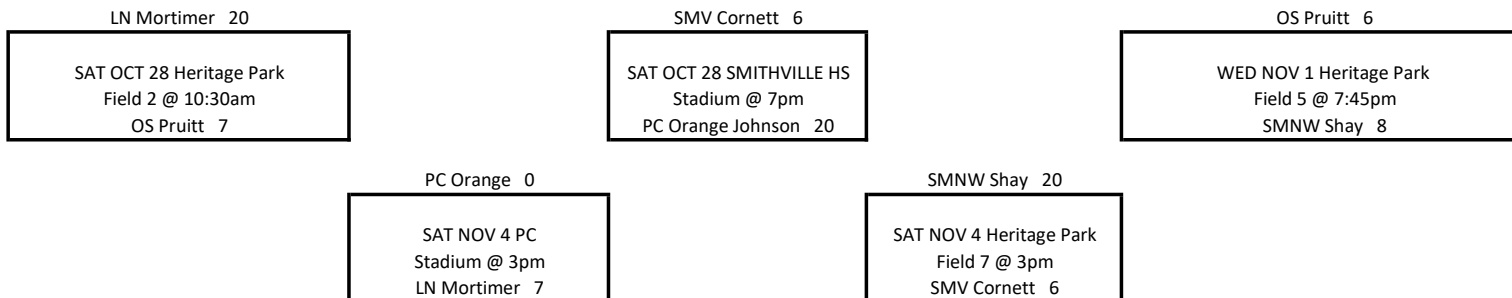 LN Mortimer 20
SAT OCT 28 Heritage Park
Field 2 @ 10:30am
OS Pruitt 7
SMV Cornett 6
SAT OCT 28 SMITHVILLE HS
Stadium @ 7pm
PC Orange Johnson 20
OS Pruitt 6
WED NOV 1 Heritage Park
Field 5 @ 7:45pm
SMNW Shay 8
PC Orange 0
SAT NOV 4 PC
Stadium @ 3pm
LN Mortimer 7
SMNW Shay 20
SAT NOV 4 Heritage Park
Field 7 @ 3pm
SMV Cornett 6